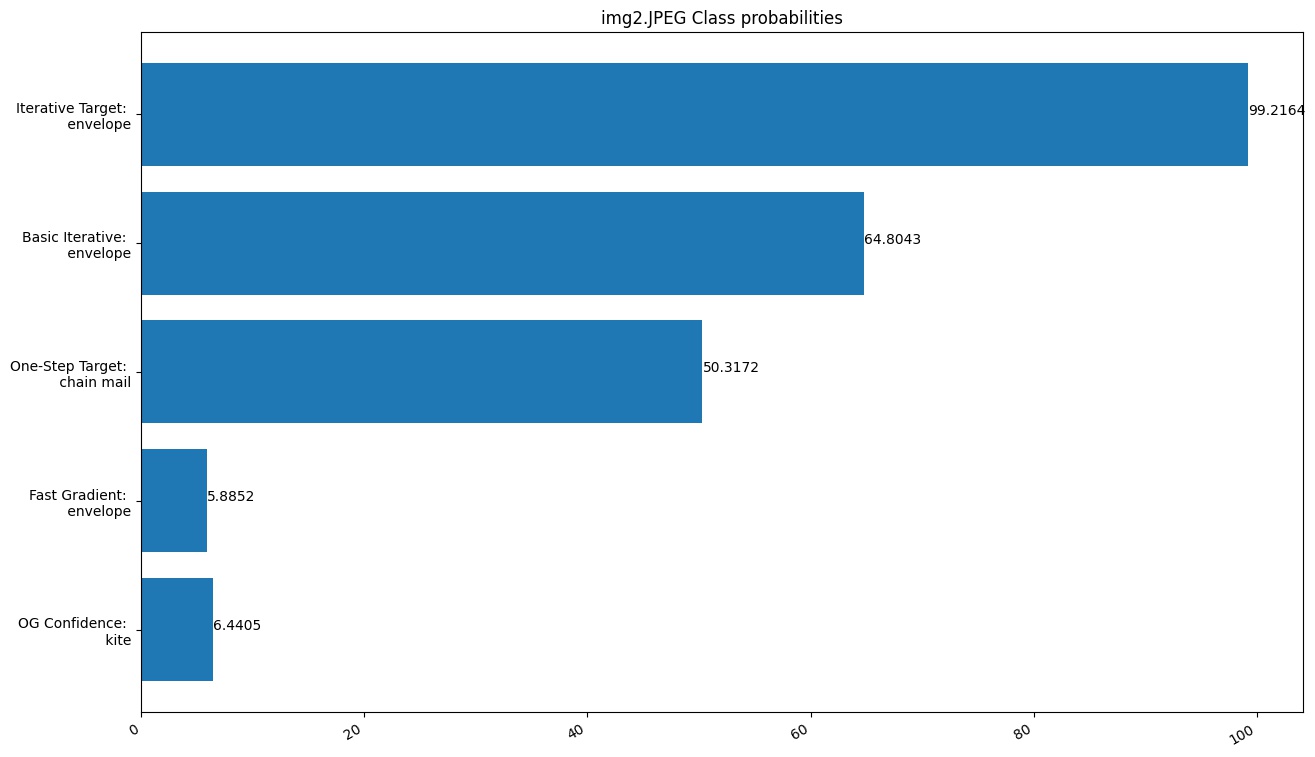 img2.JPEG Class probabilities
Iterative Target:
envelope
99.2164
Basic Iterative:
envelope
64.8043
One-Step Target:
chain mail
50.3172
Fast Gradient:
envelope
5.8852
OG Confidence:
kite
6.4405
0
20
40
60
80
100